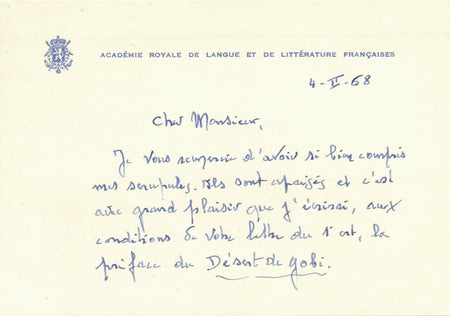 ACADÉMIE ROYALE DE LANGUE ET DE LITTÉRATURE FRANÇAISES
4-II-68
Cher Monsieur,
Je vous remercie d'avoir si bien compris
mes scrupules. Ils sont apaisés et c'est
avec grand plaisir que j'écrirai, aux
conditions de votre lettre du 1er ct, la
préface du Désert de Gobi.